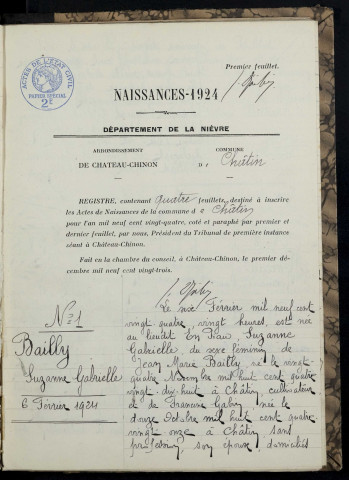 Premier feuillet.
ACTES DE L'ETAT CIVIL
PAPIER SPECIAL
2F
NAISSANCES-1924
DÉPARTEMENT DE LA NIÈVRE
ARRONDISSEMENT
DE CHATEAU-CHINON
COMMUNE
De Châtin
REGISTRE, contenant quatre feuillets, destiné à inscrire
les Actes de Naissances de la commune de Châtin
pour l'an mil neuf cent vingt-quatre, coté et paraphé par premier et
dernier feuillet, par nous, Président du Tribunal de première instance
séant à Château-Chinon.
Fait en la chambre du conseil, à Château-Chinon, le premier dé-
cembre mil neuf cent vingt-trois.
N° 1
Bailly
Suzanne Gabrielle
6 Février 1924
Le six Février mil neuf cent
vingt quatre vingt heures, est née
au lieudit En Suzanne
Gabrielle, du sexe féminin de
Jean Marie Bailly né le vingt
quatre Novembre mil huit cent quatre
vingt dix huit à Châtin, cultivateur
et de Francine née le
douze Octobre mil huit cent quatre
vingt onze à Châtin sans
profession, son épouse, domiciliés